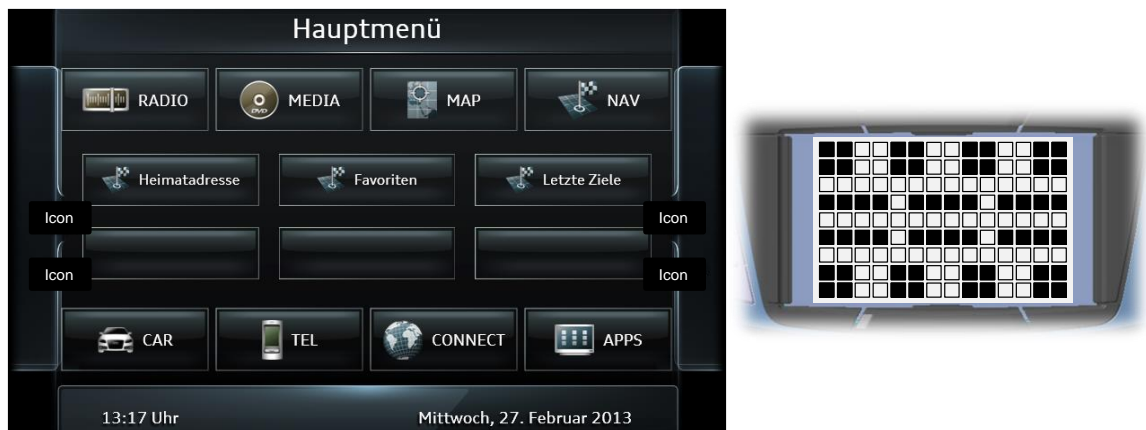 Hauptmenü
RADIO MEDIA MAP NAV
DVD
Heimatadresse Favoriten Letzte Ziele
Icon Icon
Icon Icon
CAR TEL CONNECT APPS
13:17 Uhr Mittwoch, 27. Februar 2013